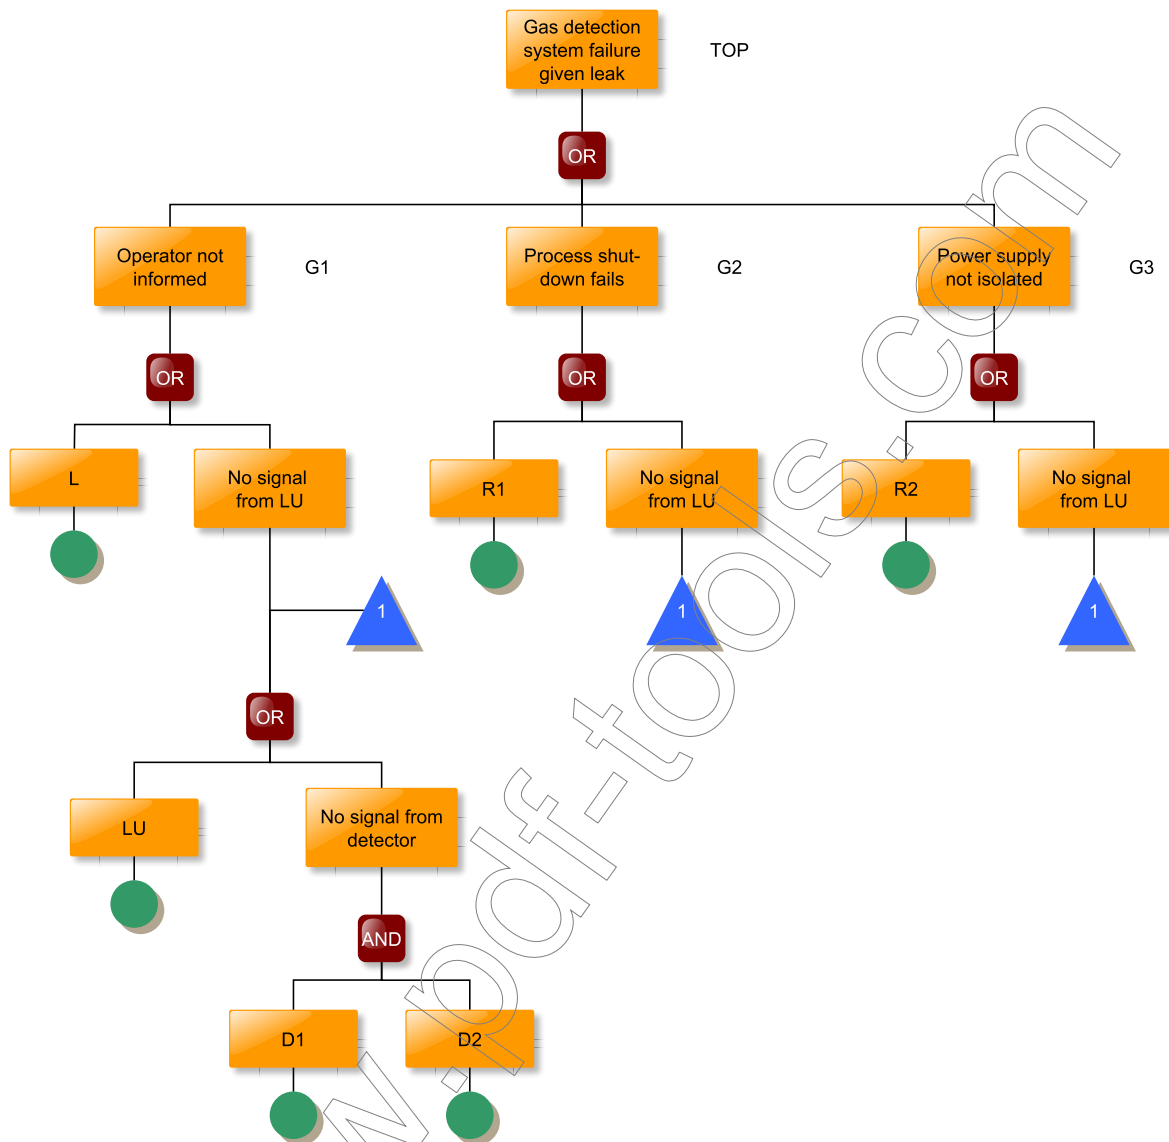 Gas detection
system failure
given leak
TOP
OR
Operator not
informed
G1
Process shut-
down fails
G2
Power supply
not isolated
G3
OR
OR
OR
L
No signal
from LU
R1
No signal
from LU
R2
No signal
from LU
1
1
1
OR
LU
No signal from
detector
AND
D1
D2
w.pdf-tools.com